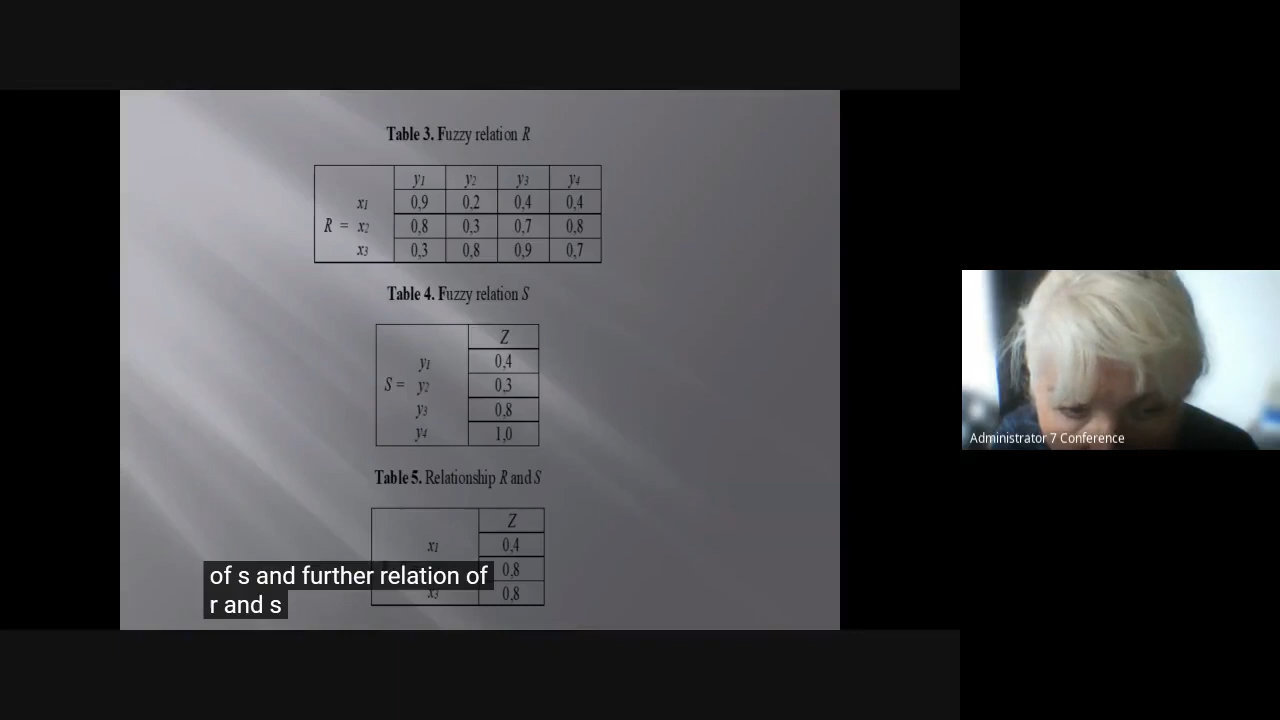 Table 3. Fuzzy relation R
y1 y2 y3 y4
x1 0,9 0,2 0,4 0,4
R = x2 0,8 0,3 0,7 0,8
x3 0,3 0,8 0,9 0,7
Table 4. Fuzzy relation S
Z
y1 0,4
S = y2 0,3
y3 0,8
y4 1,0
Table 5. Relationship R and S
Z
x1 0,4
0,8
x3 0,8
of s and further relation of
r and s
Administrator 7 Conference